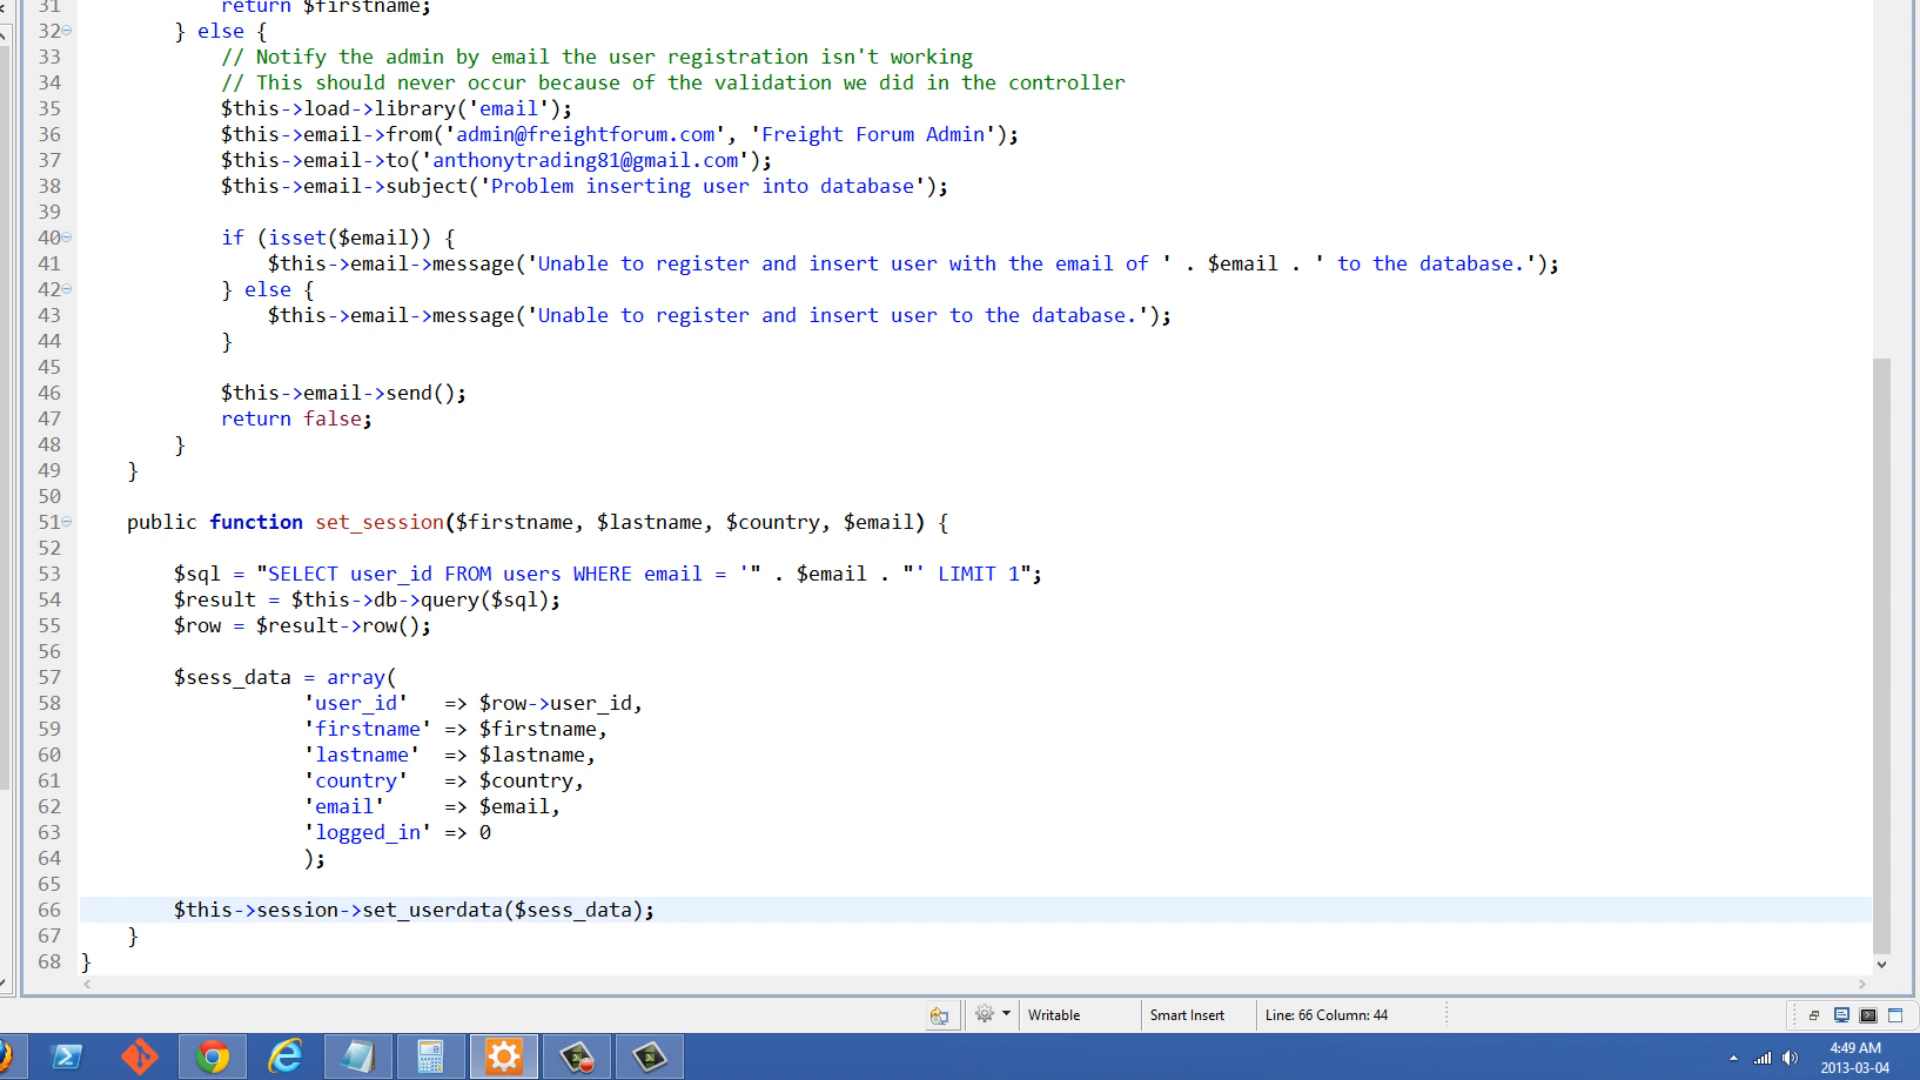 31 return $firstname;
32 } else {
33 // Notify the admin by email the user registration isn't working
34 // This should never occur because of the validation we did in the controller
35 $this->load->library('email');
36 $this->email->from('admin@freightforum.com', 'Freight Forum Admin');
37 $this->email->to('anthonytrading81@gmail.com');
38 $this->email->subject('Problem inserting user into database');
39
40 if (isset($email)) {
41 $this->email->message('Unable to register and insert user with the email of ' . $email . ' to the database.');
42 } else {
43 $this->email->message('Unable to register and insert user to the database.');
44 }
45
46 $this->email->send();
47 return false;
48 }
49 }
50
51 public function set_session($firstname, $lastname, $country, $email) {
52
53 $sql = "SELECT user_id FROM users WHERE email = '" . $email . "' LIMIT 1";
54 $result = $this->db->query($sql);
55 $row = $result->row();
56
57 $sess_data = array(
58 'user_id' => $row->user_id,
59 'firstname' => $firstname,
60 'lastname' => $lastname,
61 'country' => $country,
62 'email' => $email,
63 'logged_in' => 0
64 );
65
66 $this->session->set_userdata($sess_data);
67 }
68 }
Writable Smart Insert Line: 66 Column: 44
4:49 AM
2013-03-04